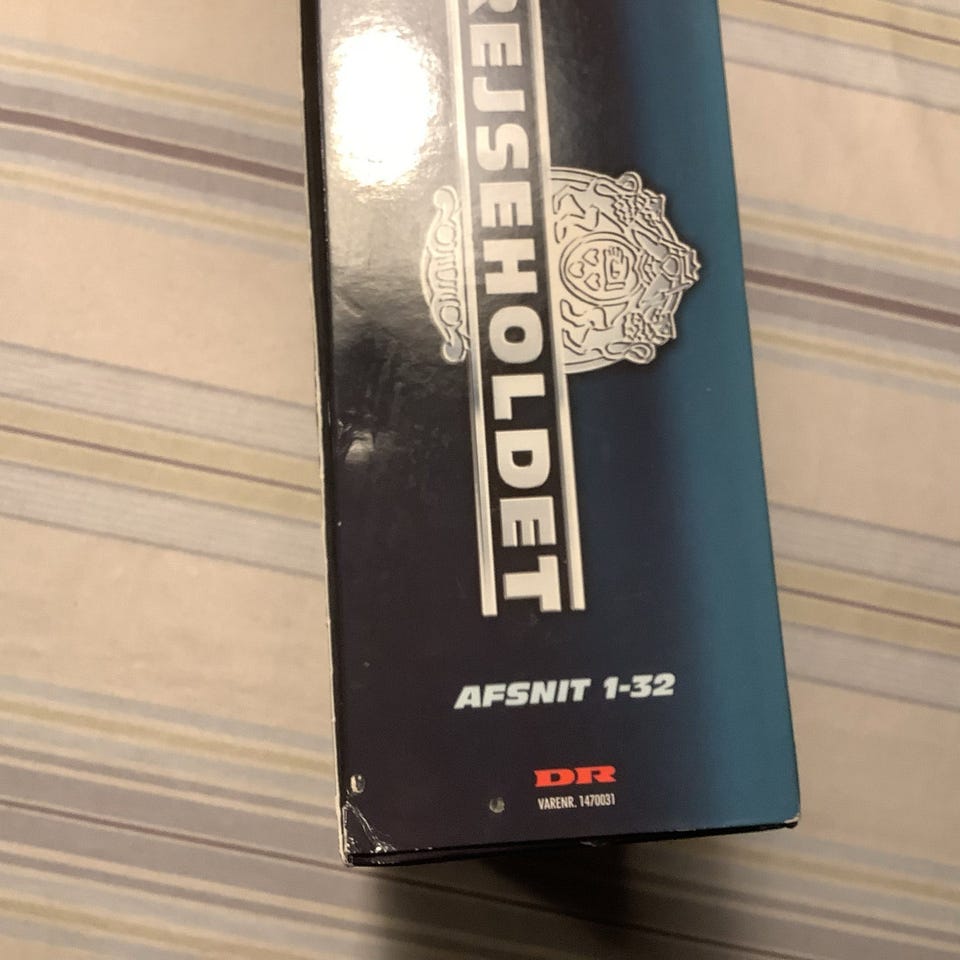 REJSEHOLDET
AFSNIT 1-32
DR
VARENR. 1470031